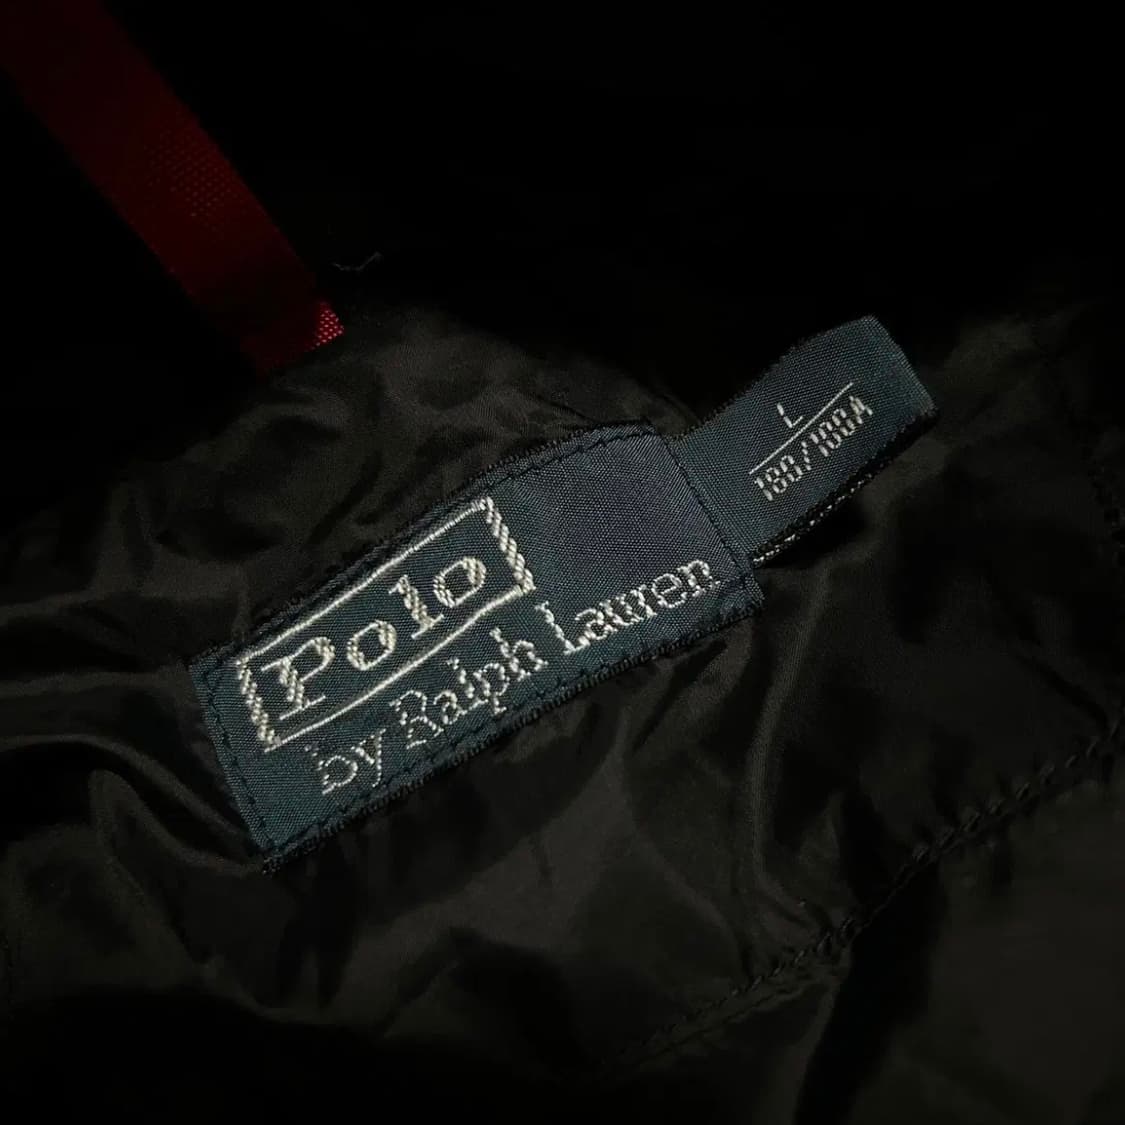 Polo
by Ralph Lauren
L
180/100A